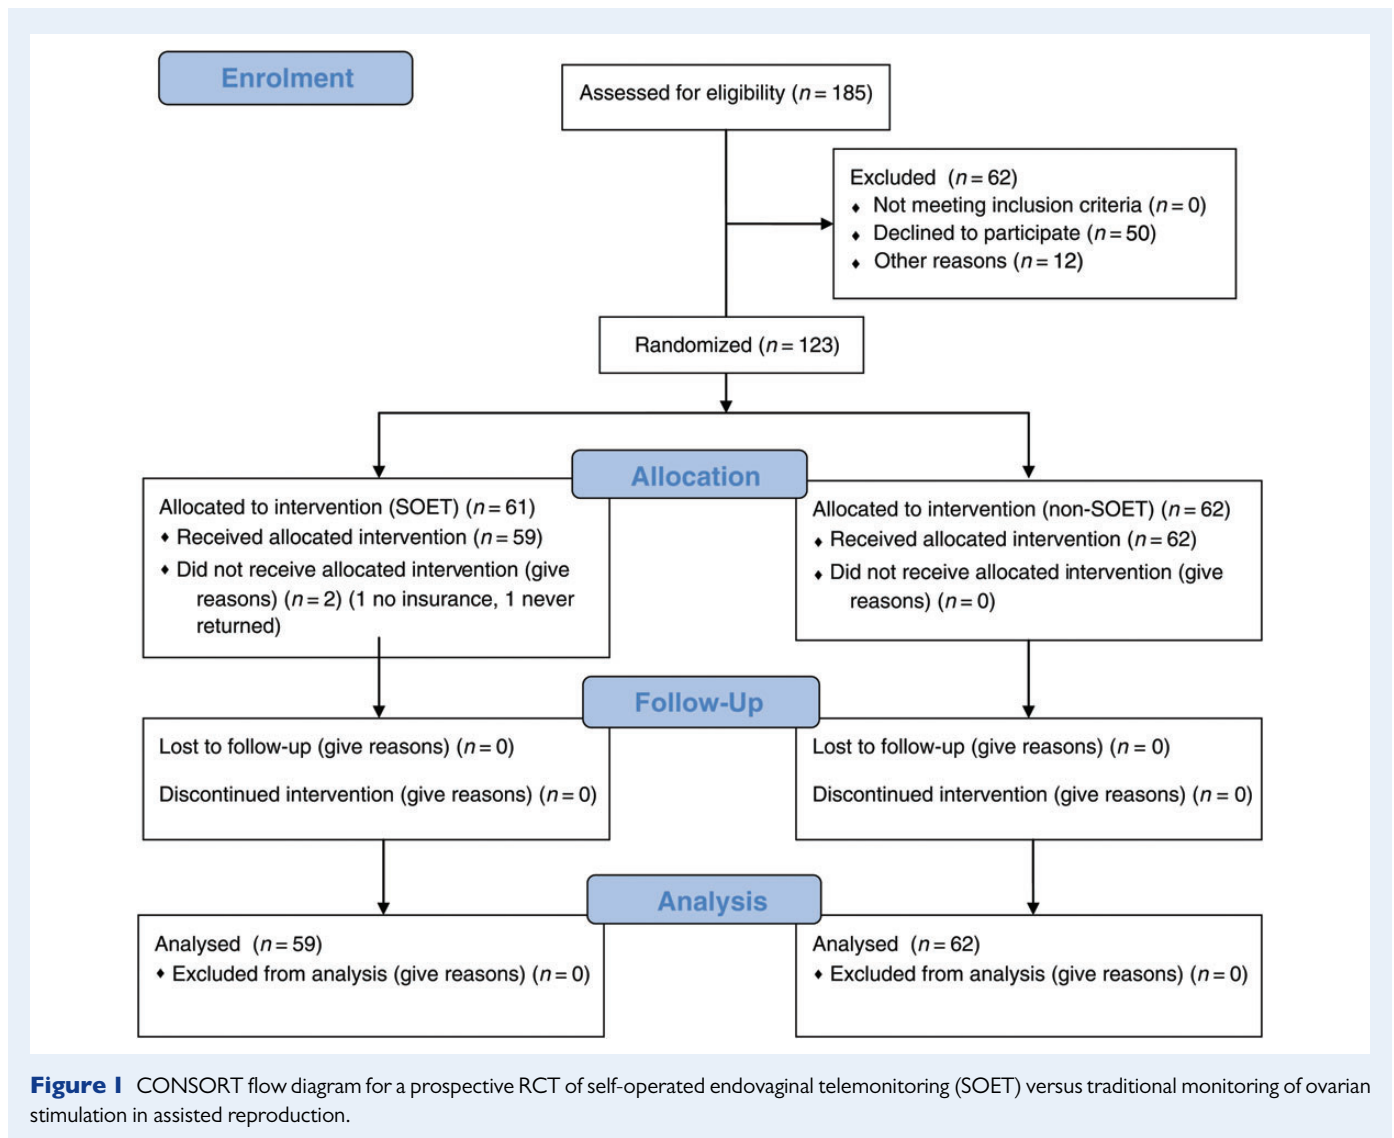 Enrolment
Assessed for eligibility (n = 185)
Excluded (n = 62)
♦ Not meeting inclusion criteria (n = 0)
♦ Declined to participate (n = 50)
♦ Other reasons (n = 12)
Randomized (n = 123)
Allocation
Allocated to intervention (SOET) (n = 61)
♦ Received allocated intervention (n = 59)
♦ Did not receive allocated intervention (give
reasons) (n = 2) (1 no insurance, 1 never
returned)
Allocated to intervention (non-SOET) (n = 62)
♦ Received allocated intervention (n = 62)
♦ Did not receive allocated intervention (give
reasons) (n = 0)
Follow-Up
Lost to follow-up (give reasons) (n = 0)
Discontinued intervention (give reasons) (n = 0)
Lost to follow-up (give reasons) (n = 0)
Discontinued intervention (give reasons) (n = 0)
Analysis
Analysed (n = 59)
♦ Excluded from analysis (give reasons) (n = 0)
Analysed (n = 62)
♦ Excluded from analysis (give reasons) (n = 0)
Figure 1 CONSORT flow diagram for a prospective RCT of self-operated endovaginal telemonitoring (SOET) versus traditional monitoring of ovarian
stimulation in assisted reproduction.